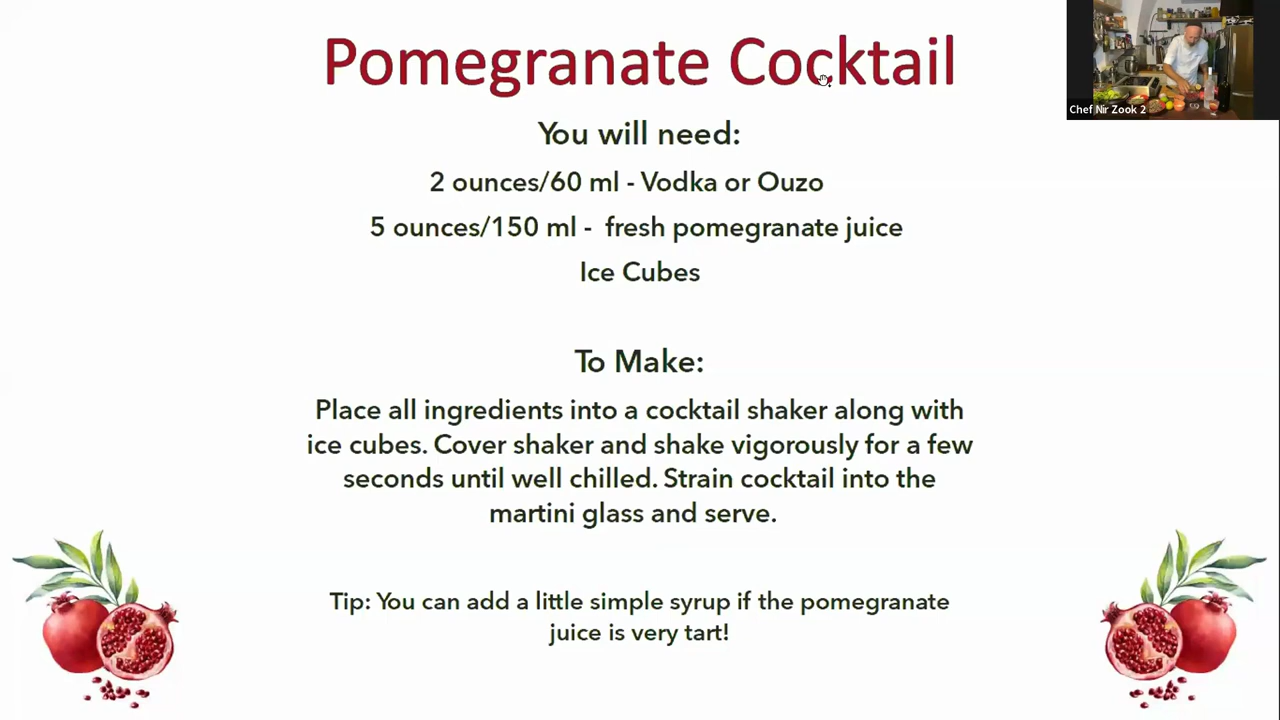 Pomegranate Cocktail
Chef Nir Zook 2
You will need:
2 ounces/60 ml - Vodka or Ouzo
5 ounces/150 ml - fresh pomegranate juice
Ice Cubes
To Make:
Place all ingredients into a cocktail shaker along with
ice cubes. Cover shaker and shake vigorously for a few
seconds until well chilled. Strain cocktail into the
martini glass and serve.
Tip: You can add a little simple syrup if the pomegranate
juice is very tart!